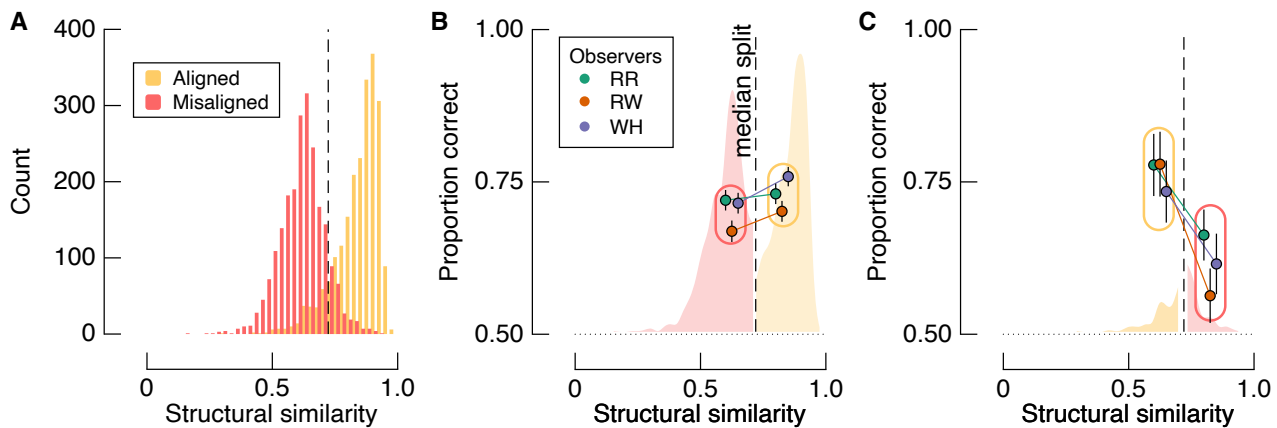 A
Count
400
300
200
100
0
Aligned
Misaligned
0
0.5
1.0
Structural similarity
B
Proportion correct
1.00
0.75
0.50
Observers
RR
RW
WH
median split
0
0.5
1.0
Structural similarity
C
Proportion correct
1.00
0.75
0.50
0
0.5
1.0
Structural similarity